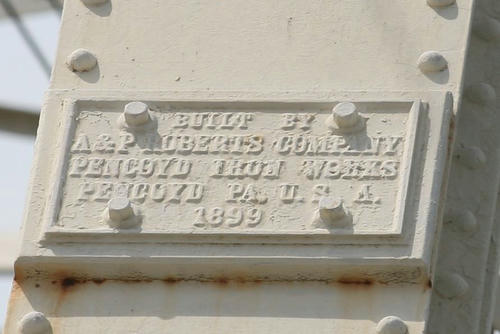 BUILT BY
A & P ROBERTS COMPANY
PENCOYD IRON WORKS
PENCOYD PA. U.S.A.
1899